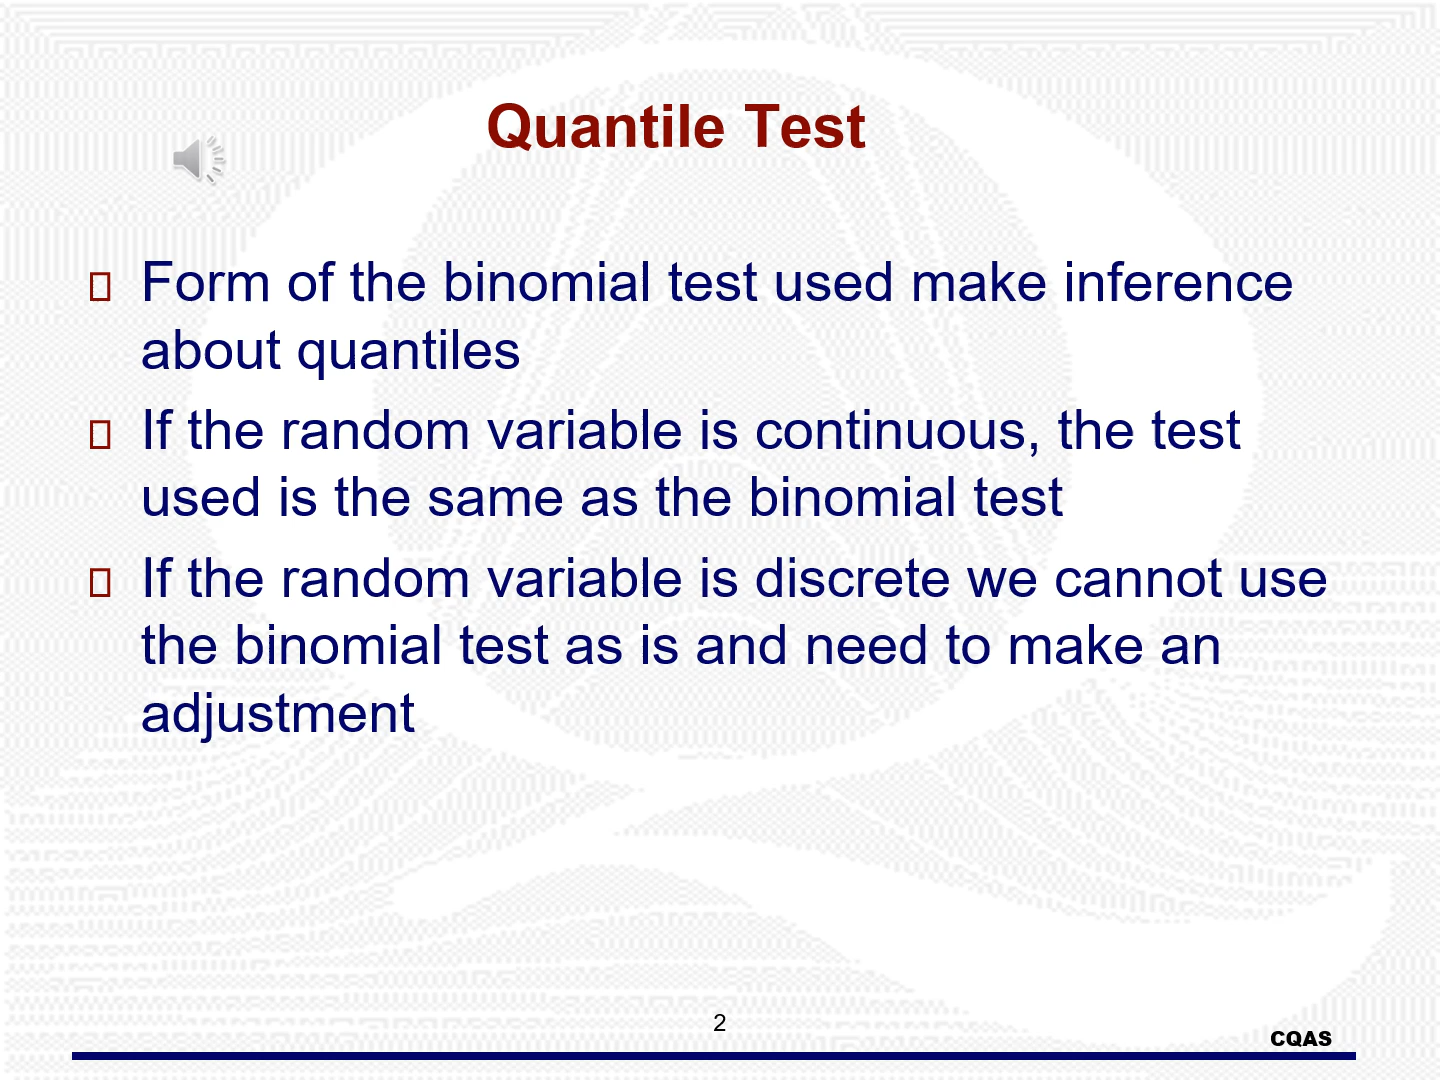 Quantile Test
Form of the binomial test used make inference
about quantiles
If the random variable is continuous, the test
used is the same as the binomial test
If the random variable is discrete we cannot use
the binomial test as is and need to make an
adjustment
2
CQAS